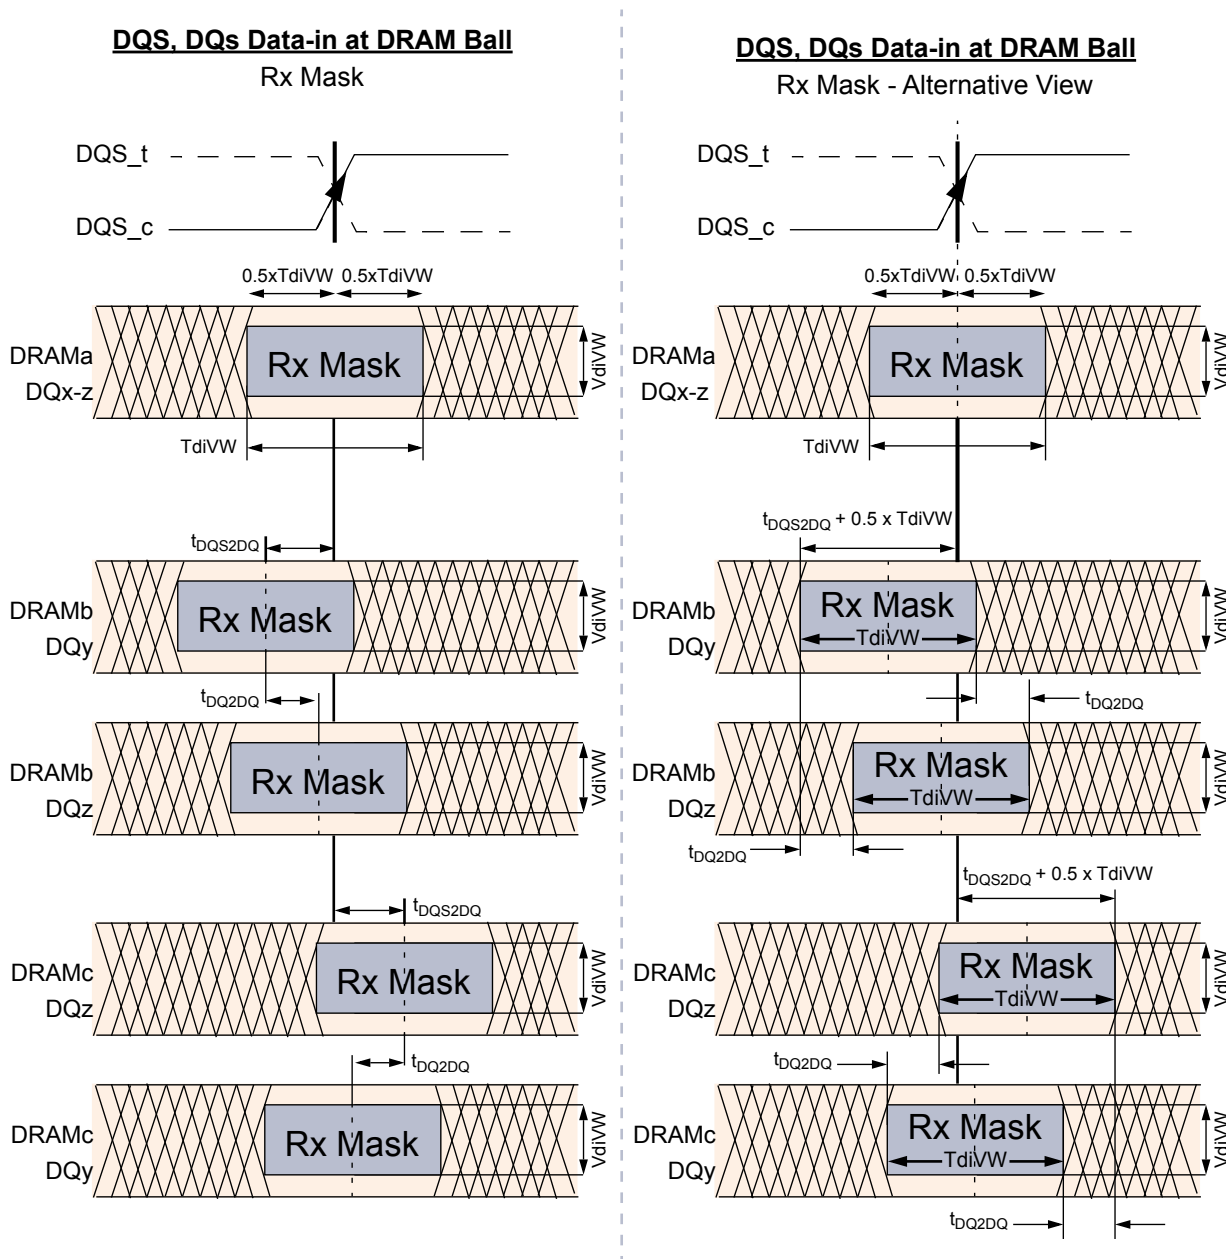 DQS, DQs Data-in at DRAM Ball
Rx Mask
DQS_t
DQS_c
0.5xTdiVW 0.5xTdiVW
DRAMa
DQx-z
Rx Mask
VdiVW
TdiVW
tDQS2DQ
DRAMb
DQy
Rx Mask
VdiVW
tDQ2DQ
DRAMb
DQz
Rx Mask
VdiVW
tDQS2DQ
DRAMc
DQz
Rx Mask
VdiVW
tDQ2DQ
DRAMc
DQy
Rx Mask
VdiVW
DQS, DQs Data-in at DRAM Ball
Rx Mask - Alternative View
DQS_t
DQS_c
0.5xTdiVW 0.5xTdiVW
DRAMa
DQx-z
Rx Mask
VdiVW
TdiVW
tDQS2DQ + 0.5 x TdiVW
DRAMb
DQy
Rx Mask
TdiVW
VdiVW
tDQ2DQ
DRAMb
DQz
Rx Mask
TdiVW
VdiVW
tDQ2DQ
tDQS2DQ + 0.5 x TdiVW
DRAMc
DQz
Rx Mask
TdiVW
VdiVW
tDQ2DQ
DRAMc
DQy
Rx Mask
TdiVW
VdiVW
tDQ2DQ